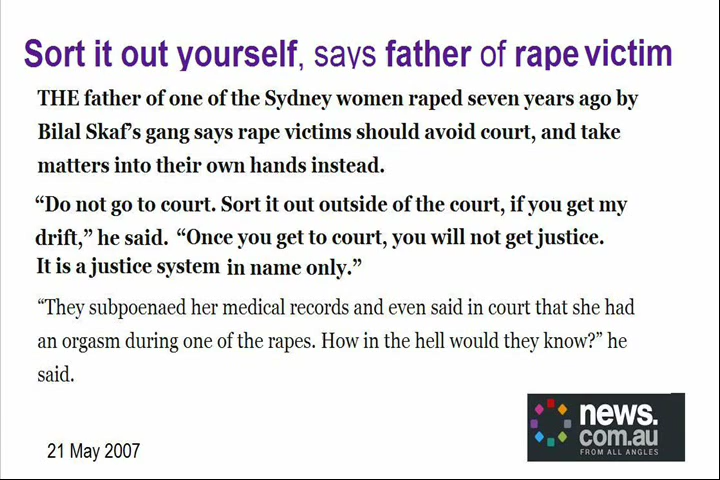 Sort it out yourself, says father of rape victim
THE father of one of the Sydney women raped seven years ago by
Bilal Skaf's gang says rape victims should avoid court, and take
matters into their own hands instead.
“Do not go to court. Sort it out outside of the court, if you get my
drift,” he said. “Once you get to court, you will not get justice.
It is a justice system in name only.”
“They subpoenaed her medical records and even said in court that she had
an orgasm during one of the rapes. How in the hell would they know?” he
said.
news.
com.au
FROM ALL ANGLES
21 May 2007